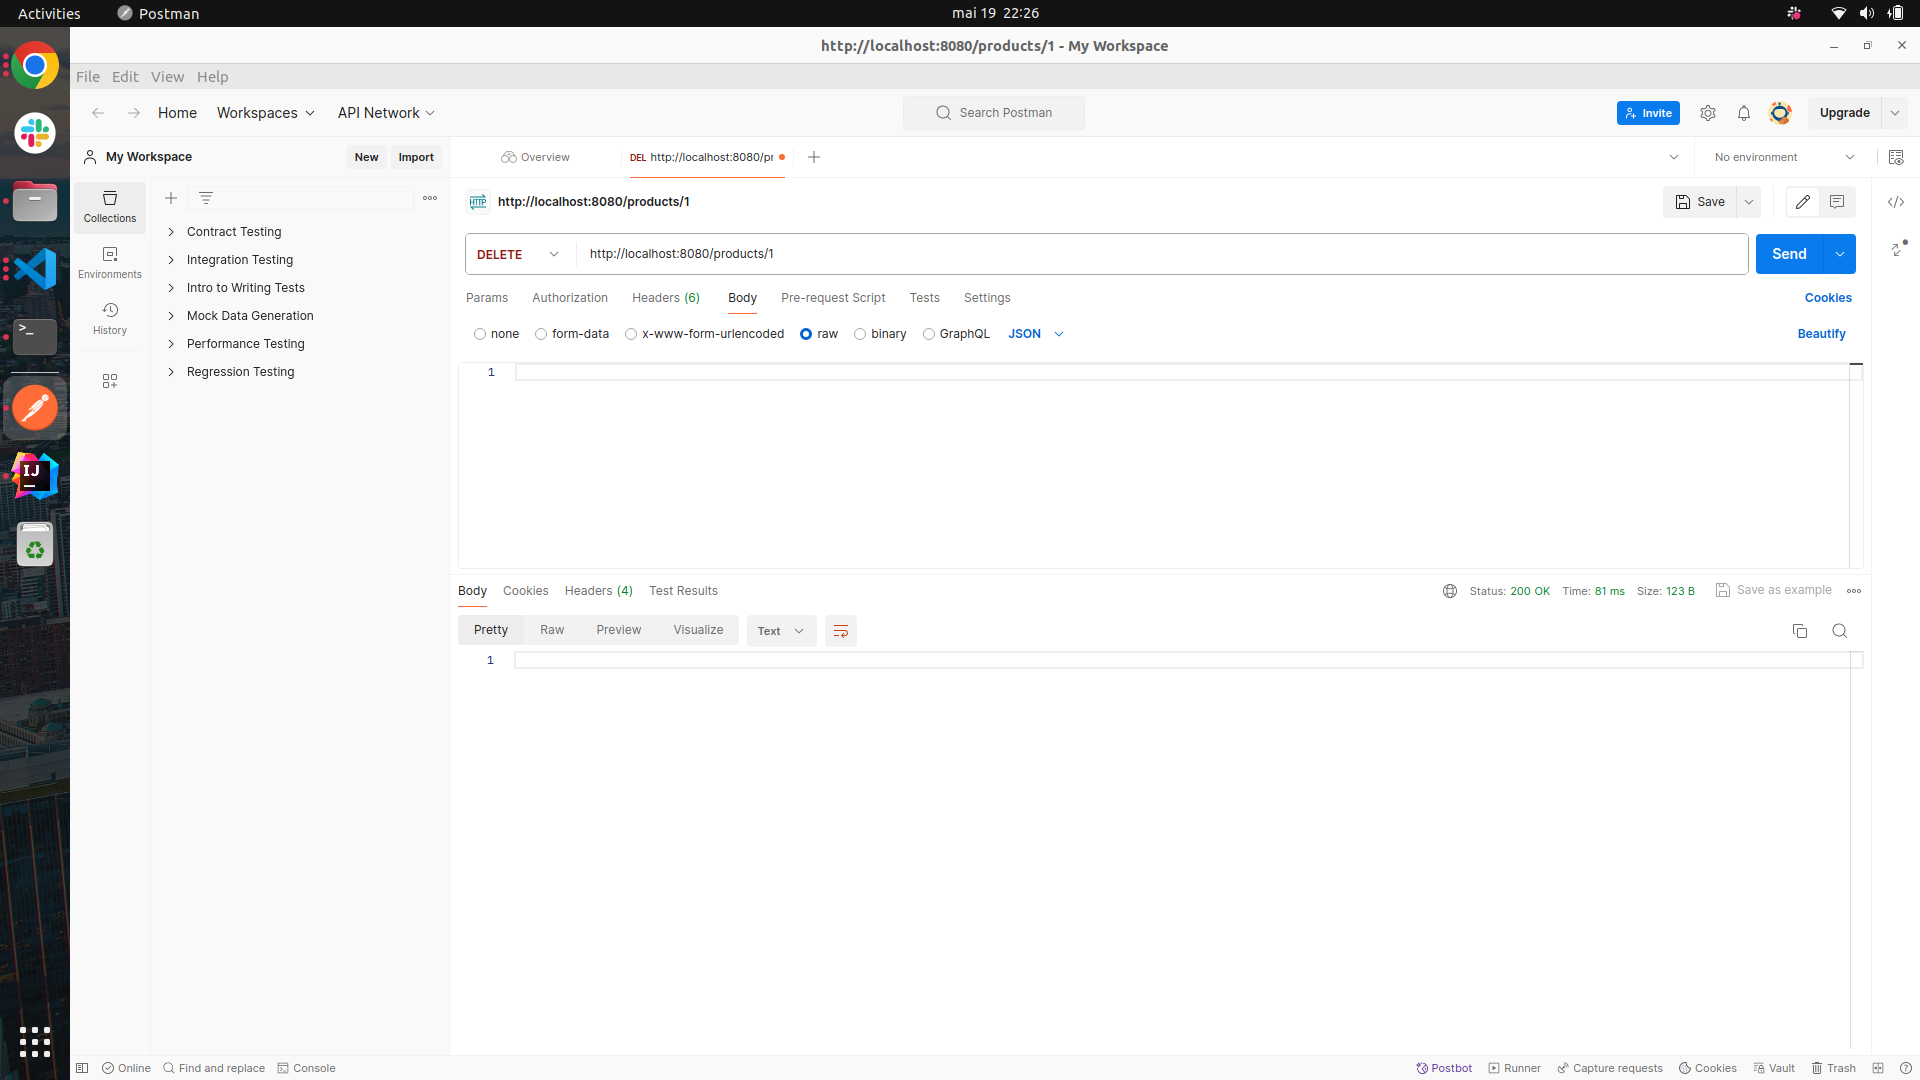 Activities Postman mai 19 22:26
http://localhost:8080/products/1 - My Workspace
File Edit View Help
Home Workspaces API Network Search Postman Invite Upgrade
My Workspace New Import Overview DEL http://localhost:8080/pr No environment
Collections
Environments
History
Contract Testing
Integration Testing
Intro to Writing Tests
Mock Data Generation
Performance Testing
Regression Testing
HTTP http://localhost:8080/products/1 Save
DELETE http://localhost:8080/products/1 Send
Params Authorization Headers (6) Body Pre-request Script Tests Settings Cookies
none form-data x-www-form-urlencoded raw binary GraphQL JSON Beautify
1
Body Cookies Headers (4) Test Results Status: 200 OK Time: 81 ms Size: 123 B Save as example
Pretty Raw Preview Visualize Text
1
IJ
Online Find and replace Console Postbot Runner Capture requests Cookies Vault Trash